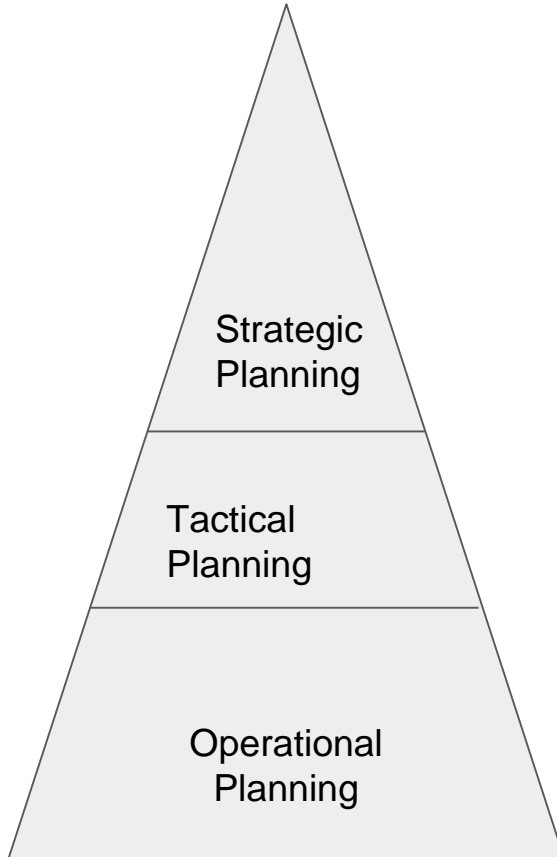 Strategic
Planning
Tactical
Planning
Operational
Planning